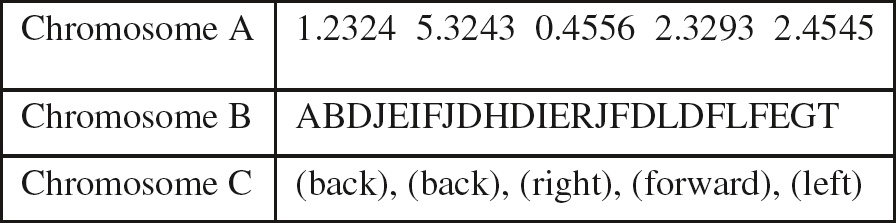 Chromosome A 1.2324 5.3243 0.4556 2.3293 2.4545
Chromosome B ABDJEIFJDHDIERJFDLDFLFEGT
Chromosome C (back), (back), (right), (forward), (left)